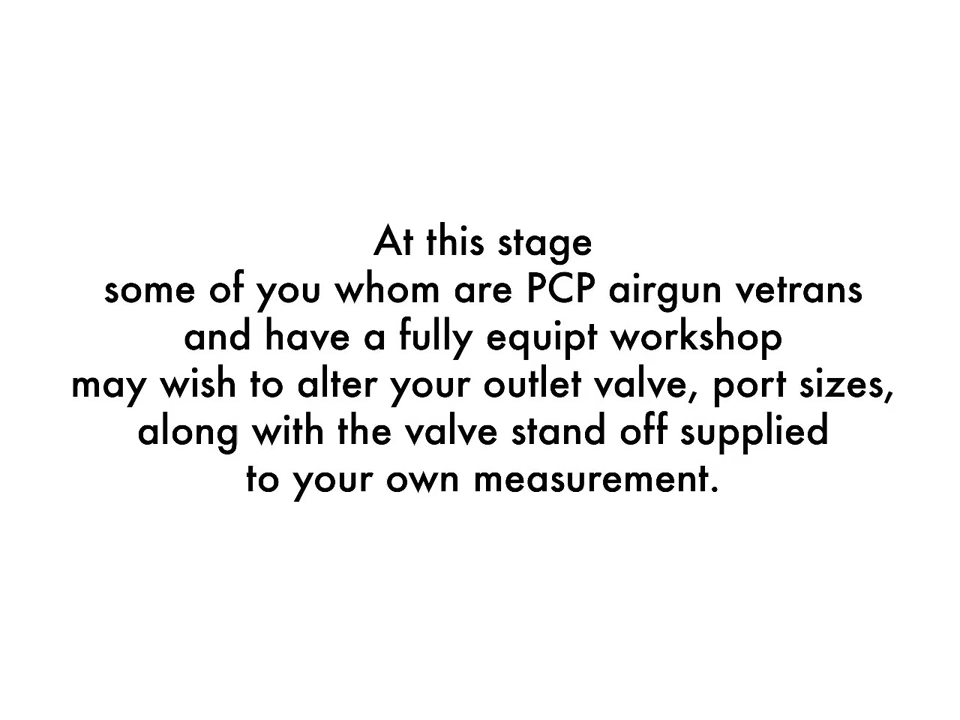 At this stage
some of you whom are PCP airgun vetrans
and have a fully equipt workshop
may wish to alter your outlet valve, port sizes,
along with the valve stand off supplied
to your own measurement.